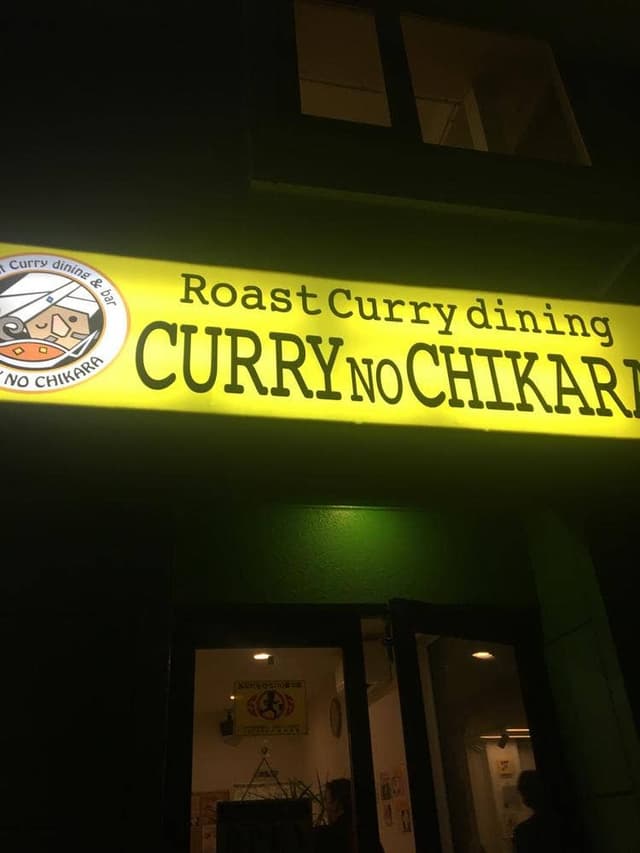 t Curry dining & bar
NO CHIKARA
Roast Curry dining
CURRY NO CHIKARA